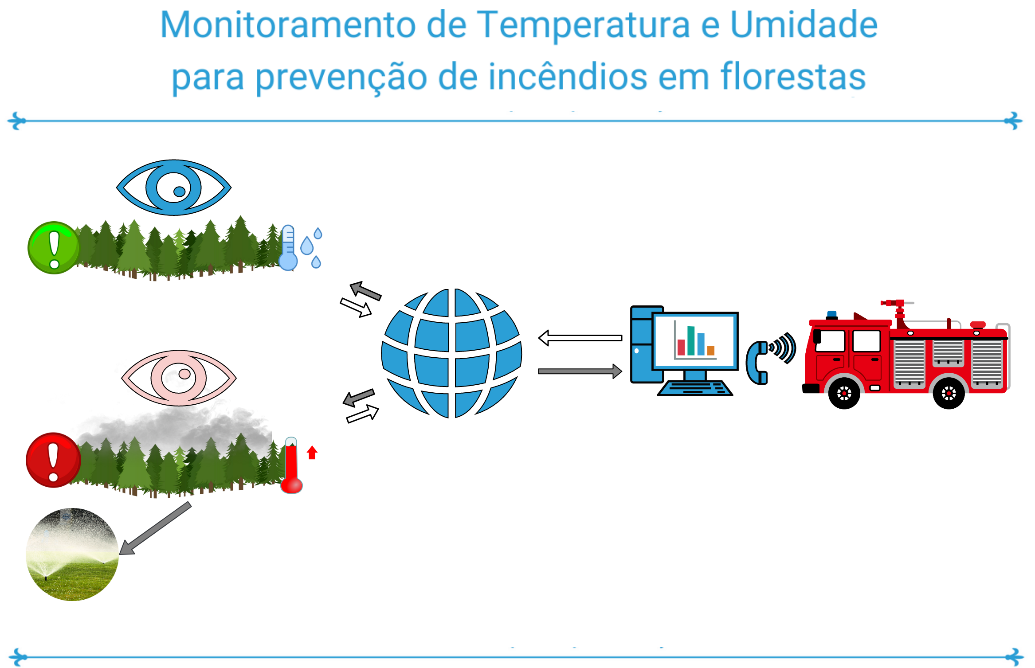 Monitoramento de Temperatura e Umidade
para prevenção de incêndios em florestas